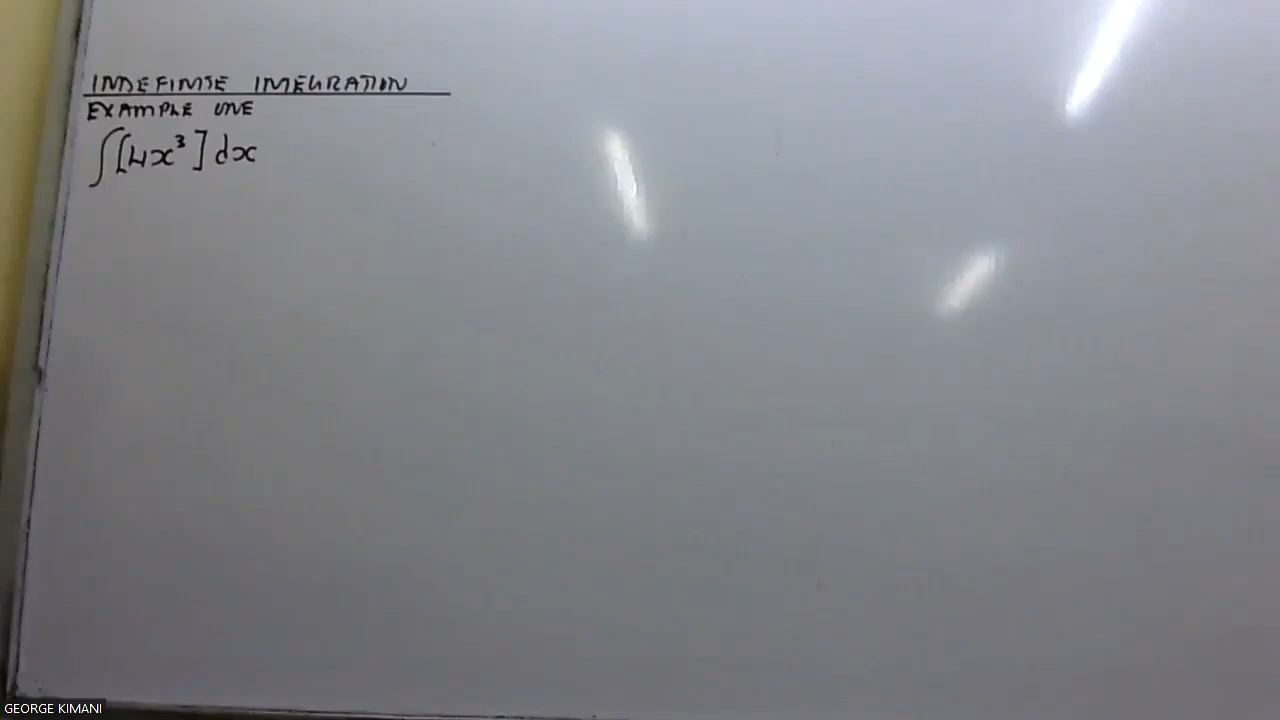 INDEFINITE INTEGRATION
EXAMPLE ONE
∫[4x³] dx
GEORGE KIMANI